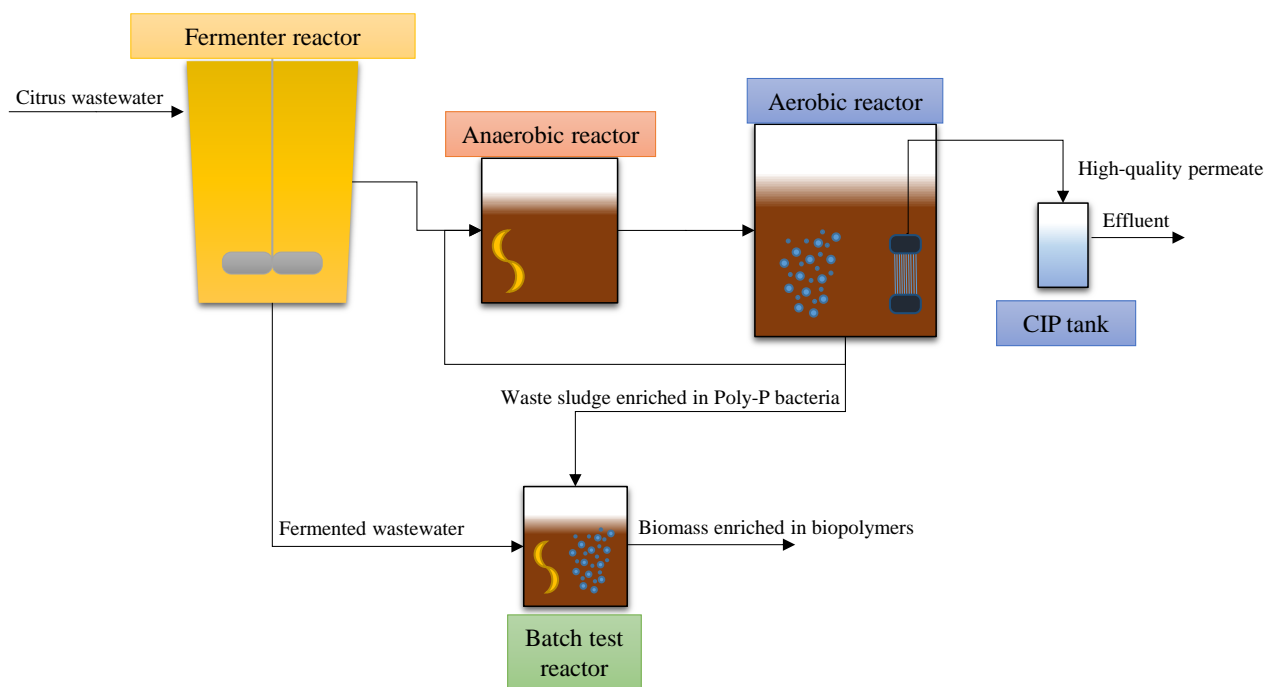 Fermenter reactor
Citrus wastewater
Aerobic reactor
Anaerobic reactor
High-quality permeate
Effluent
CIP tank
Waste sludge enriched in Poly-P bacteria
Fermented wastewater
Biomass enriched in biopolymers
Batch test
reactor